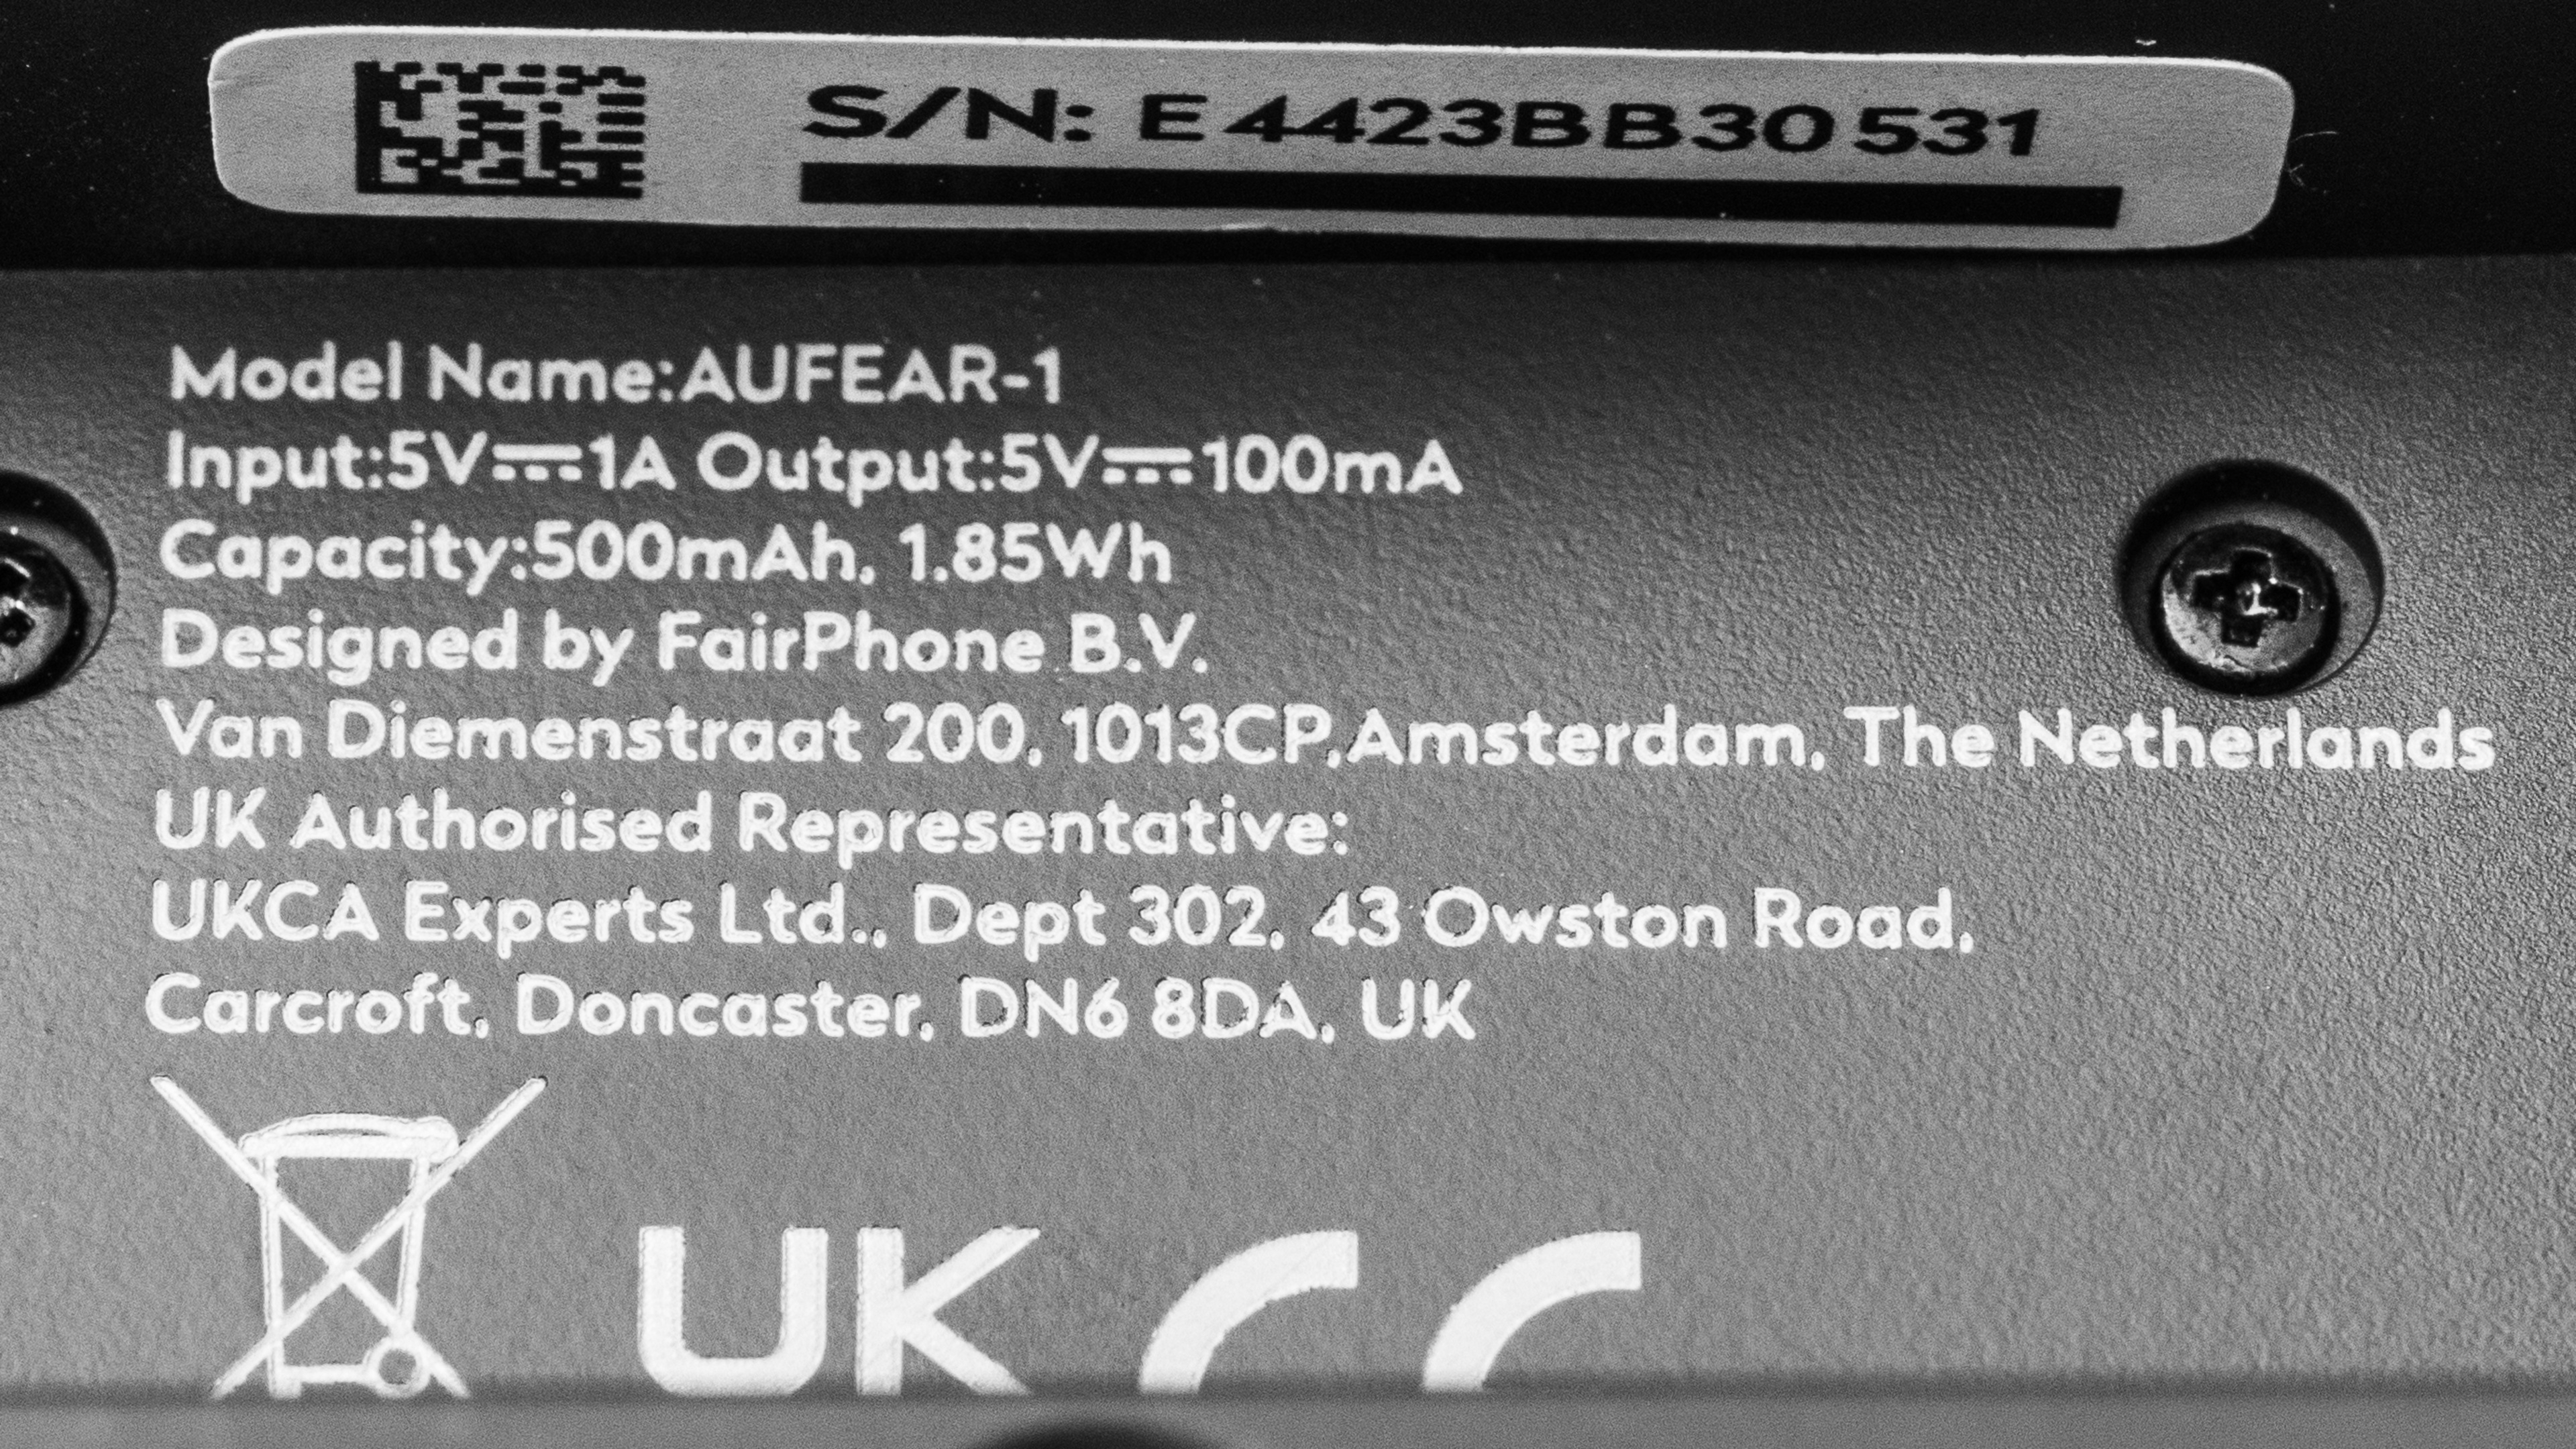 S/N: E4423BB30531
Model Name:AUFEAR-1
Input:5V⎓1A Output:5V⎓100mA
Capacity:500mAh, 1.85Wh
Designed by FairPhone B.V.
Van Diemenstraat 200, 1013CP,Amsterdam, The Netherlands
UK Authorised Representative:
UKCA Experts Ltd., Dept 302, 43 Owston Road,
Carcroft, Doncaster, DN6 8DA, UK
UK CE